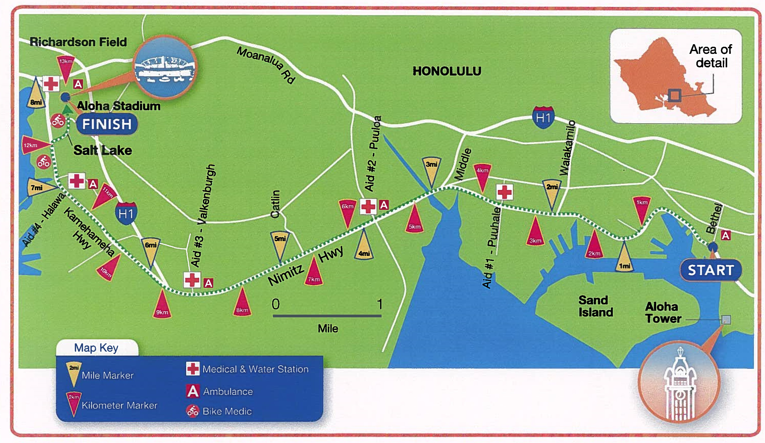 Richardson Field
13km
A
8mi
Aloha Stadium
FINISH
Salt Lake
12km
7mi
A
11km
Aid #4 - Halawa
Kamehameha
Hwy
H1
10km
6mi
Aid #3 - Valkenburgh
A
9km
8km
Catlin
5mi
Nimitz Hwy
7km
6km
Aid #2 - Puuloa
A
4mi
5km
3mi
Middle
4km
Aid #1 - Puuhale
2mi
Waiakamilo
3km
2km
1mi
1km
Bethel
A
START
Moanalua Rd
HONOLULU
H1
Area of
detail
Sand
Island
Aloha
Tower
0 1
Mile
Map Key
2mi
Mile Marker
2km
Kilometer Marker
Medical & Water Station
A
Ambulance
Bike Medic